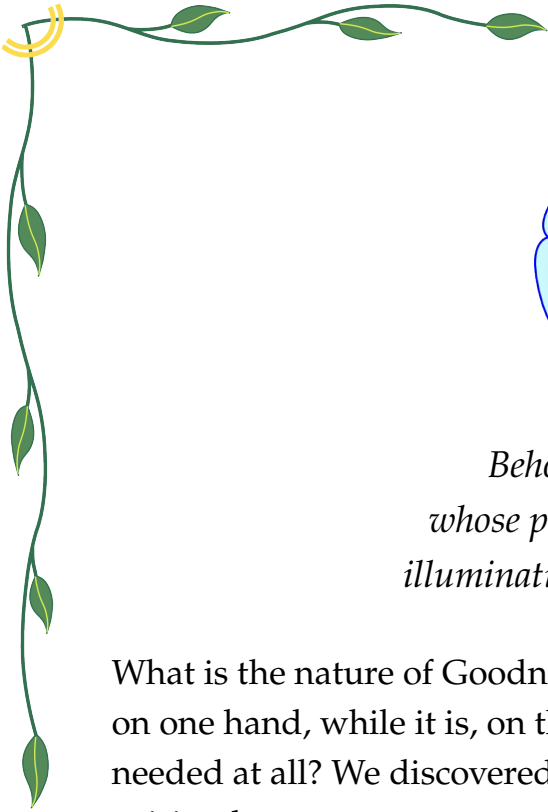 Beho
whose p
illuminati
What is the nature of Goodn
on one hand, while it is, on th
needed at all? We discovered